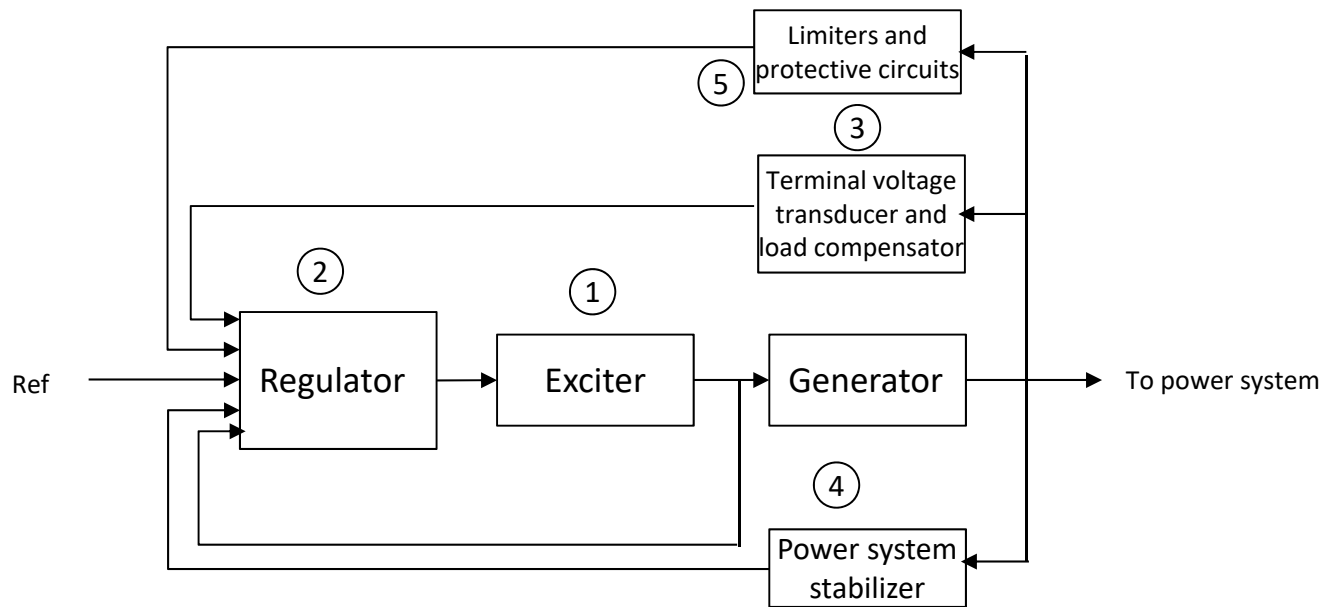 Limiters and
protective circuits
5
3
Terminal voltage
transducer and
load compensator
2
1
Ref
Regulator
Exciter
Generator
To power system
4
Power system
stabilizer